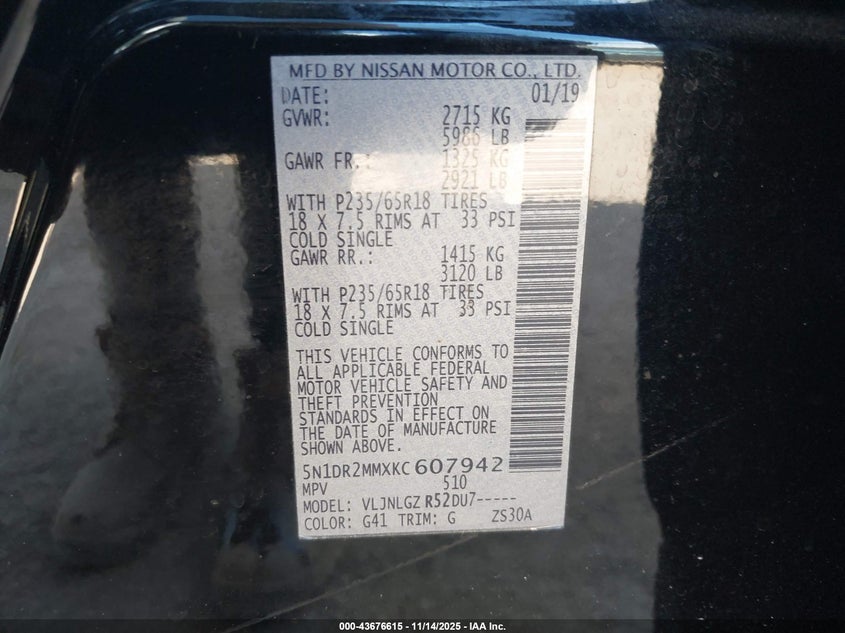 MFD BY NISSAN MOTOR CO., LTD.
DATE: 01/19
GVWR: 2715 KG
5986 LB
GAWR FR.: 1325 KG
2921 LB
WITH P235/65R18 TIRES
18 X 7.5 RIMS AT 33 PSI
COLD SINGLE
GAWR RR.: 1415 KG
3120 LB
WITH P235/65R18 TIRES
18 X 7.5 RIMS AT 33 PSI
COLD SINGLE
THIS VEHICLE CONFORMS TO
ALL APPLICABLE FEDERAL
MOTOR VEHICLE SAFETY AND
THEFT PREVENTION
STANDARDS IN EFFECT ON
THE DATE OF MANUFACTURE
SHOWN ABOVE.
5N1DR2MMXKC 607942
MPV 510
MODEL: VLJNLGZ R52DU7-----
COLOR: G41 TRIM: G ZS30A
000-43676615 - 11/14/2025 - IAA Inc.